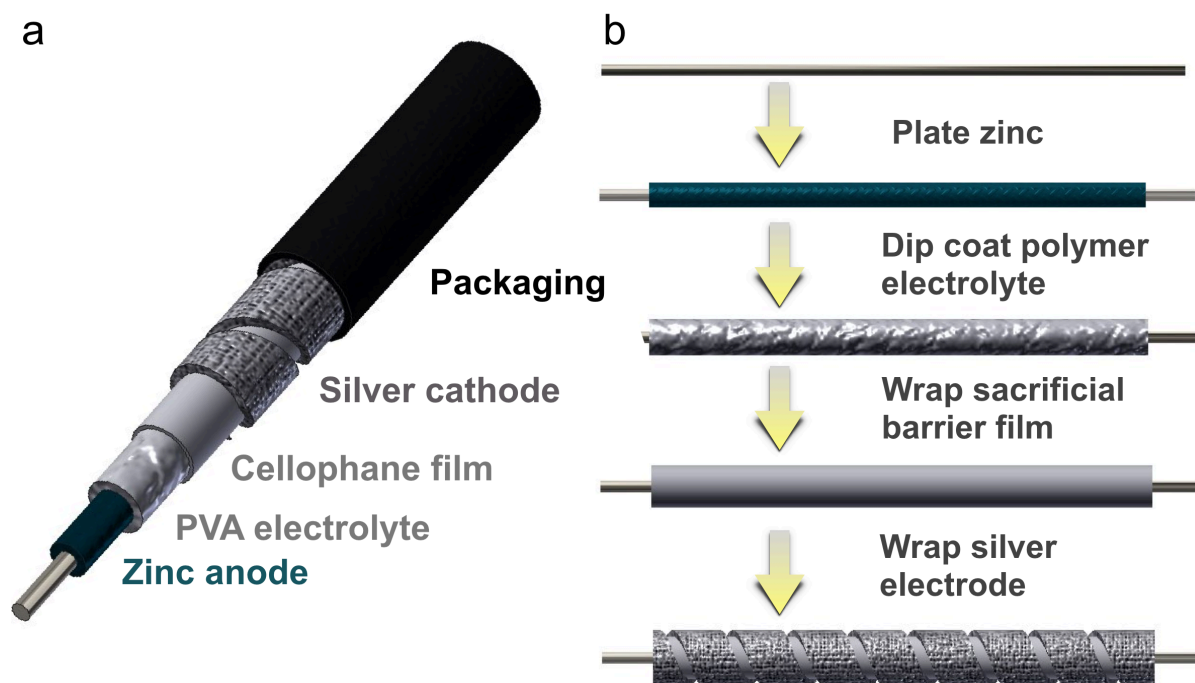 a
Packaging
Silver cathode
Cellophane film
PVA electrolyte
Zinc anode
b
Plate zinc
Dip coat polymer
electrolyte
Wrap sacrificial
barrier film
Wrap silver
electrode